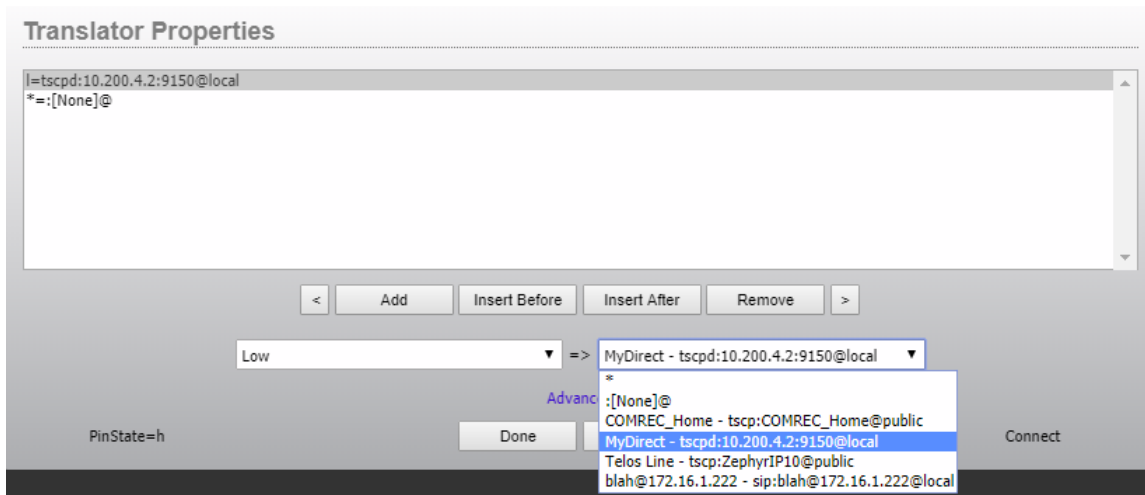 Translator Properties
l=tscpd:10.200.4.2:9150@local
*=:[None]@
< Add Insert Before Insert After Remove >
Low => MyDirect - tscpd:10.200.4.2:9150@local
*
:[None]@
COMREC_Home - tscp:COMREC_Home@public
MyDirect - tscpd:10.200.4.2:9150@local
Telos Line - tscp:ZephyrIP10@public
blah@172.16.1.222 - sip:blah@172.16.1.222@local
PinState=h Done Connect